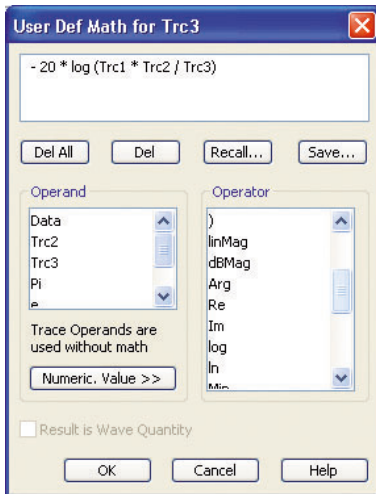 User Def Math for Trc3
- 20 * log (Trc1 * Trc2 / Trc3)
Del All
Del
Recall...
Save...
Operand
Data
Trc2
Trc3
Pi
e
Trace Operands are
used without math
Numeric. Value >>
Operator
)
linMag
dBMag
Arg
Re
Im
log
ln
Min
Result is Wave Quantity
OK
Cancel
Help